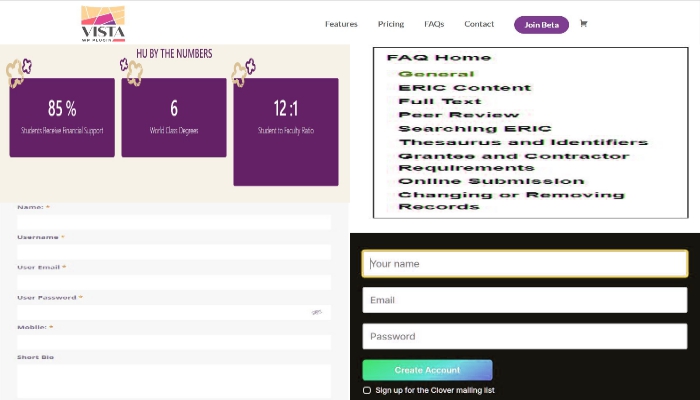 VISTA
WP PLUGIN
Features
Pricing
FAQs
Contact
Join Beta
HU BY THE NUMBERS
85 %
Students Receive Financial Support
6
World Class Degrees
12 :1
Student to Faculty Ratio
FAQ Home
General
ERIC Content
Full Text
Peer Review
Searching ERIC
Thesaurus and Identifiers
Grantee and Contractor
Requirements
Online Submission
Changing or Removing
Records
Name: *
Username *
User Email *
User Password *
Moblie: *
Short Bio
Your name
Email
Password
Create Account
Sign up for the Clover mailing list